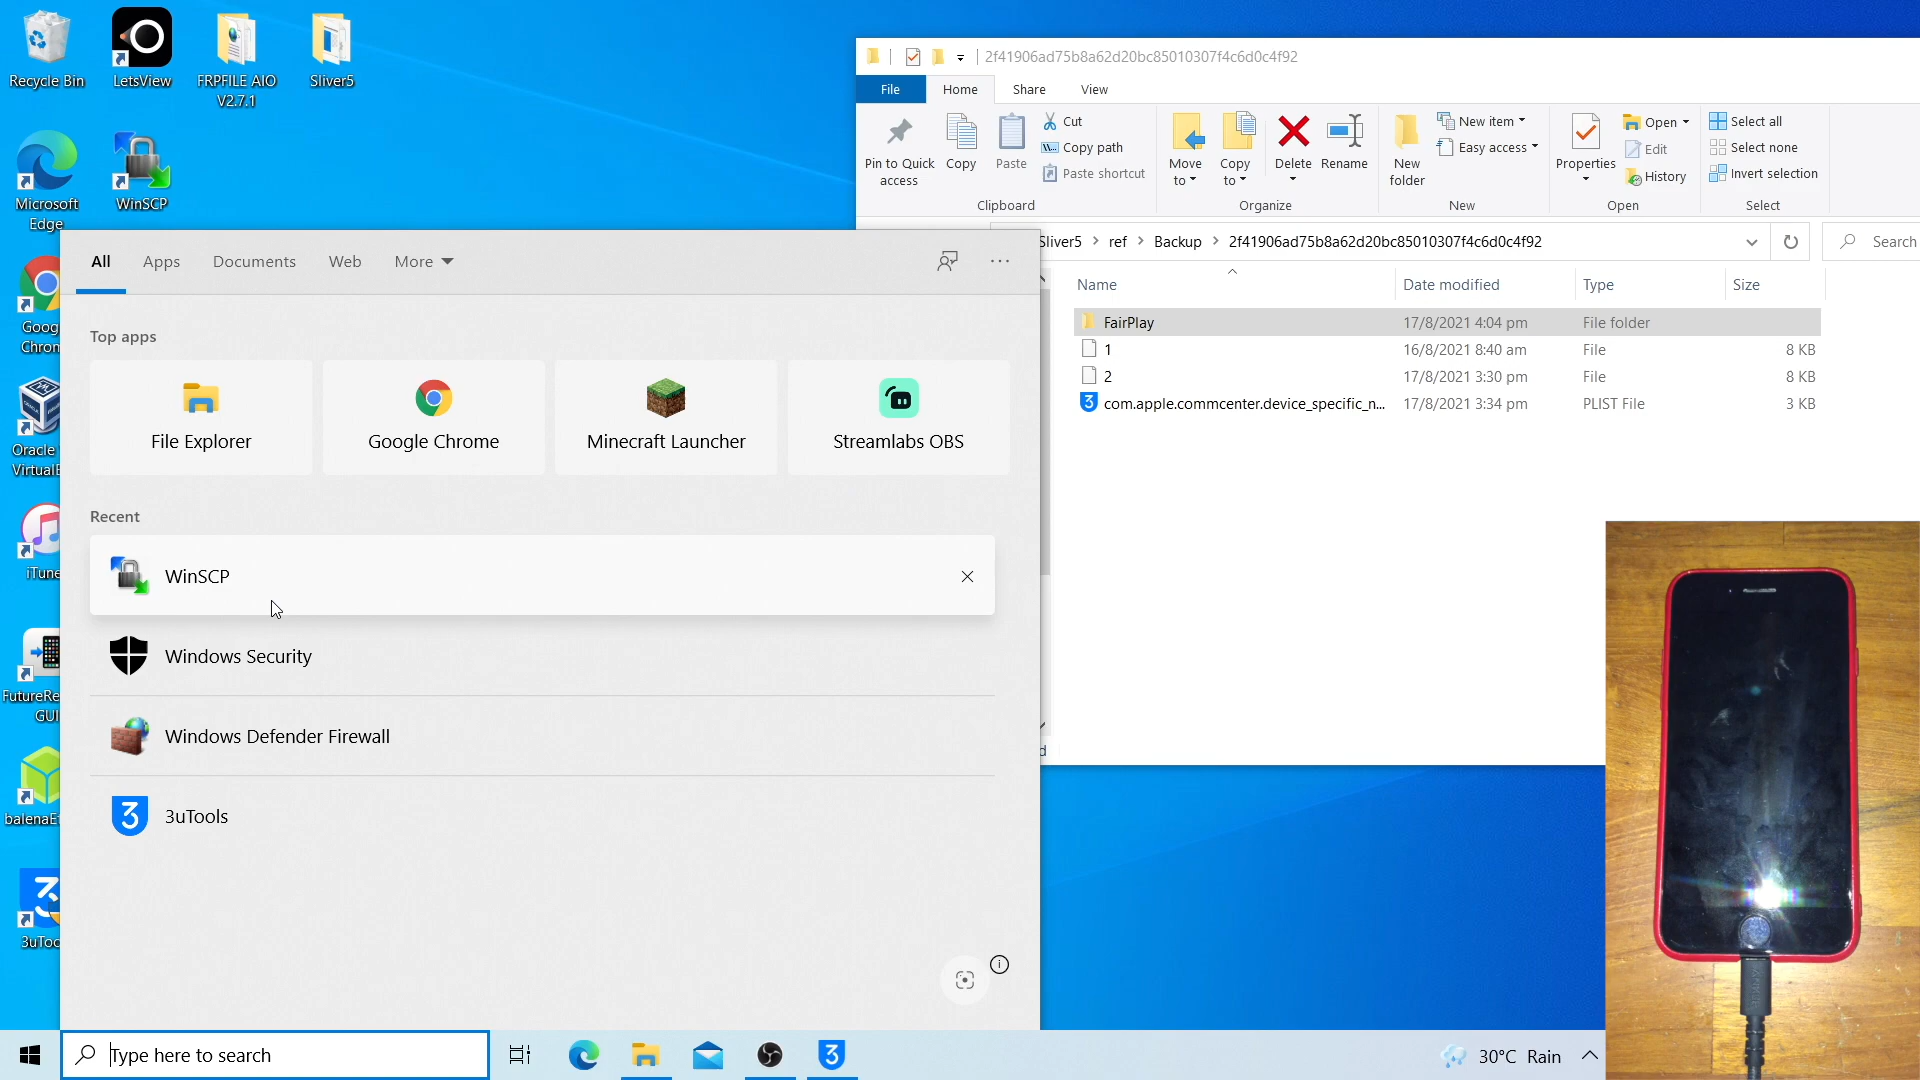 Recycle Bin
LetsView
FRPFILE AIO
V2.7.1
Sliver5
Microsoft
Edge
WinSCP
Goog
Chron
Oracle
VirtualB
iTune
FutureRe
GUI
balenaEt
3uToo
All
Apps
Documents
Web
More
Top apps
File Explorer
Google Chrome
Minecraft Launcher
Streamlabs OBS
Recent
WinSCP
Windows Security
Windows Defender Firewall
3uTools
Type here to search
2f41906ad75b8a62d20bc85010307f4c6d0c4f92
File
Home
Share
View
Pin to Quick
access
Copy
Paste
Cut
Copy path
Paste shortcut
Clipboard
Move
to
Copy
to
Delete
Rename
Organize
New
folder
New item
Easy access
New
Properties
Open
Edit
History
Open
Select all
Select none
Invert selection
Select
Sliver5 > ref > Backup > 2f41906ad75b8a62d20bc85010307f4c6d0c4f92
Search
Name Date modified Type Size
FairPlay 17/8/2021 4:04 pm File folder
1 16/8/2021 8:40 am File 8 KB
2 17/8/2021 3:30 pm File 8 KB
com.apple.commcenter.device_specific_n... 17/8/2021 3:34 pm PLIST File 3 KB
30°C Rain